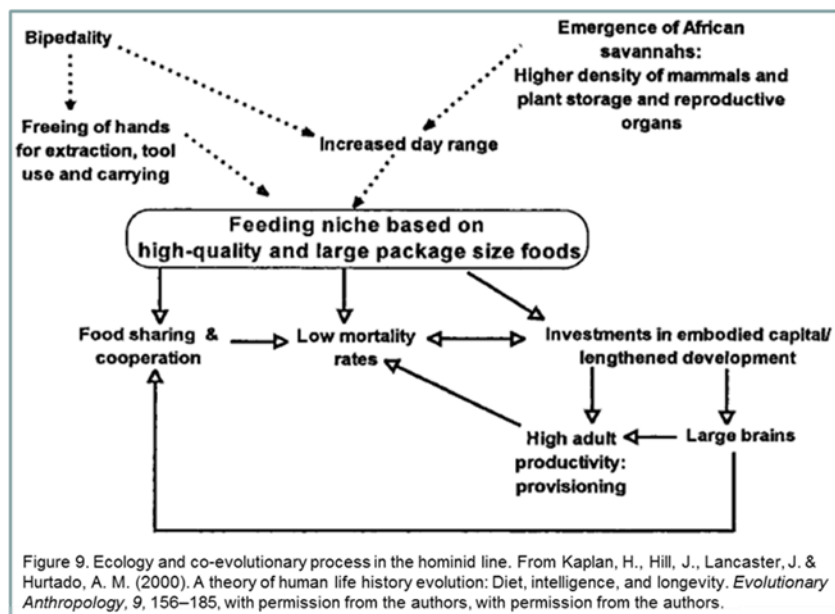 Bipedality
Emergence of African
savannahs:
Higher density of mammals and
plant storage and reproductive
organs
Freeing of hands
for extraction, tool
use and carrying
Increased day range
Feeding niche based on
high-quality and large package size foods
Food sharing &
cooperation
Low mortality
rates
Investments in embodied capital/
lengthened development
High adult
productivity:
provisioning
Large brains
Figure 9. Ecology and co-evolutionary process in the hominid line. From Kaplan, H., Hill, J., Lancaster, J. &
Hurtado, A. M. (2000). A theory of human life history evolution: Diet, intelligence, and longevity. Evolutionary
Anthropology, 9, 156–185, with permission from the authors, with permission from the authors.